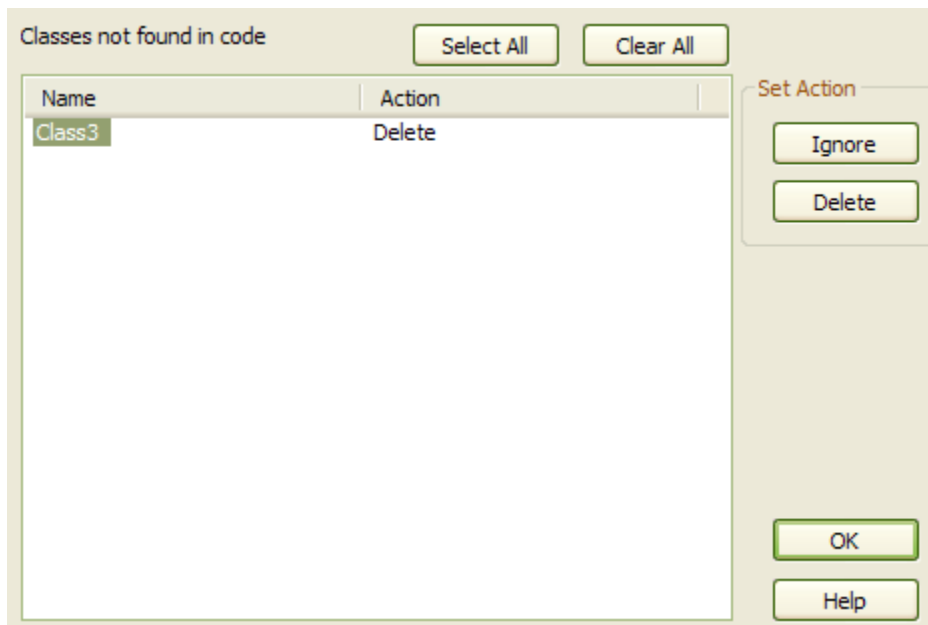 Classes not found in code
Select All
Clear All
Name Action
Class3 Delete
Set Action
Ignore
Delete
OK
Help